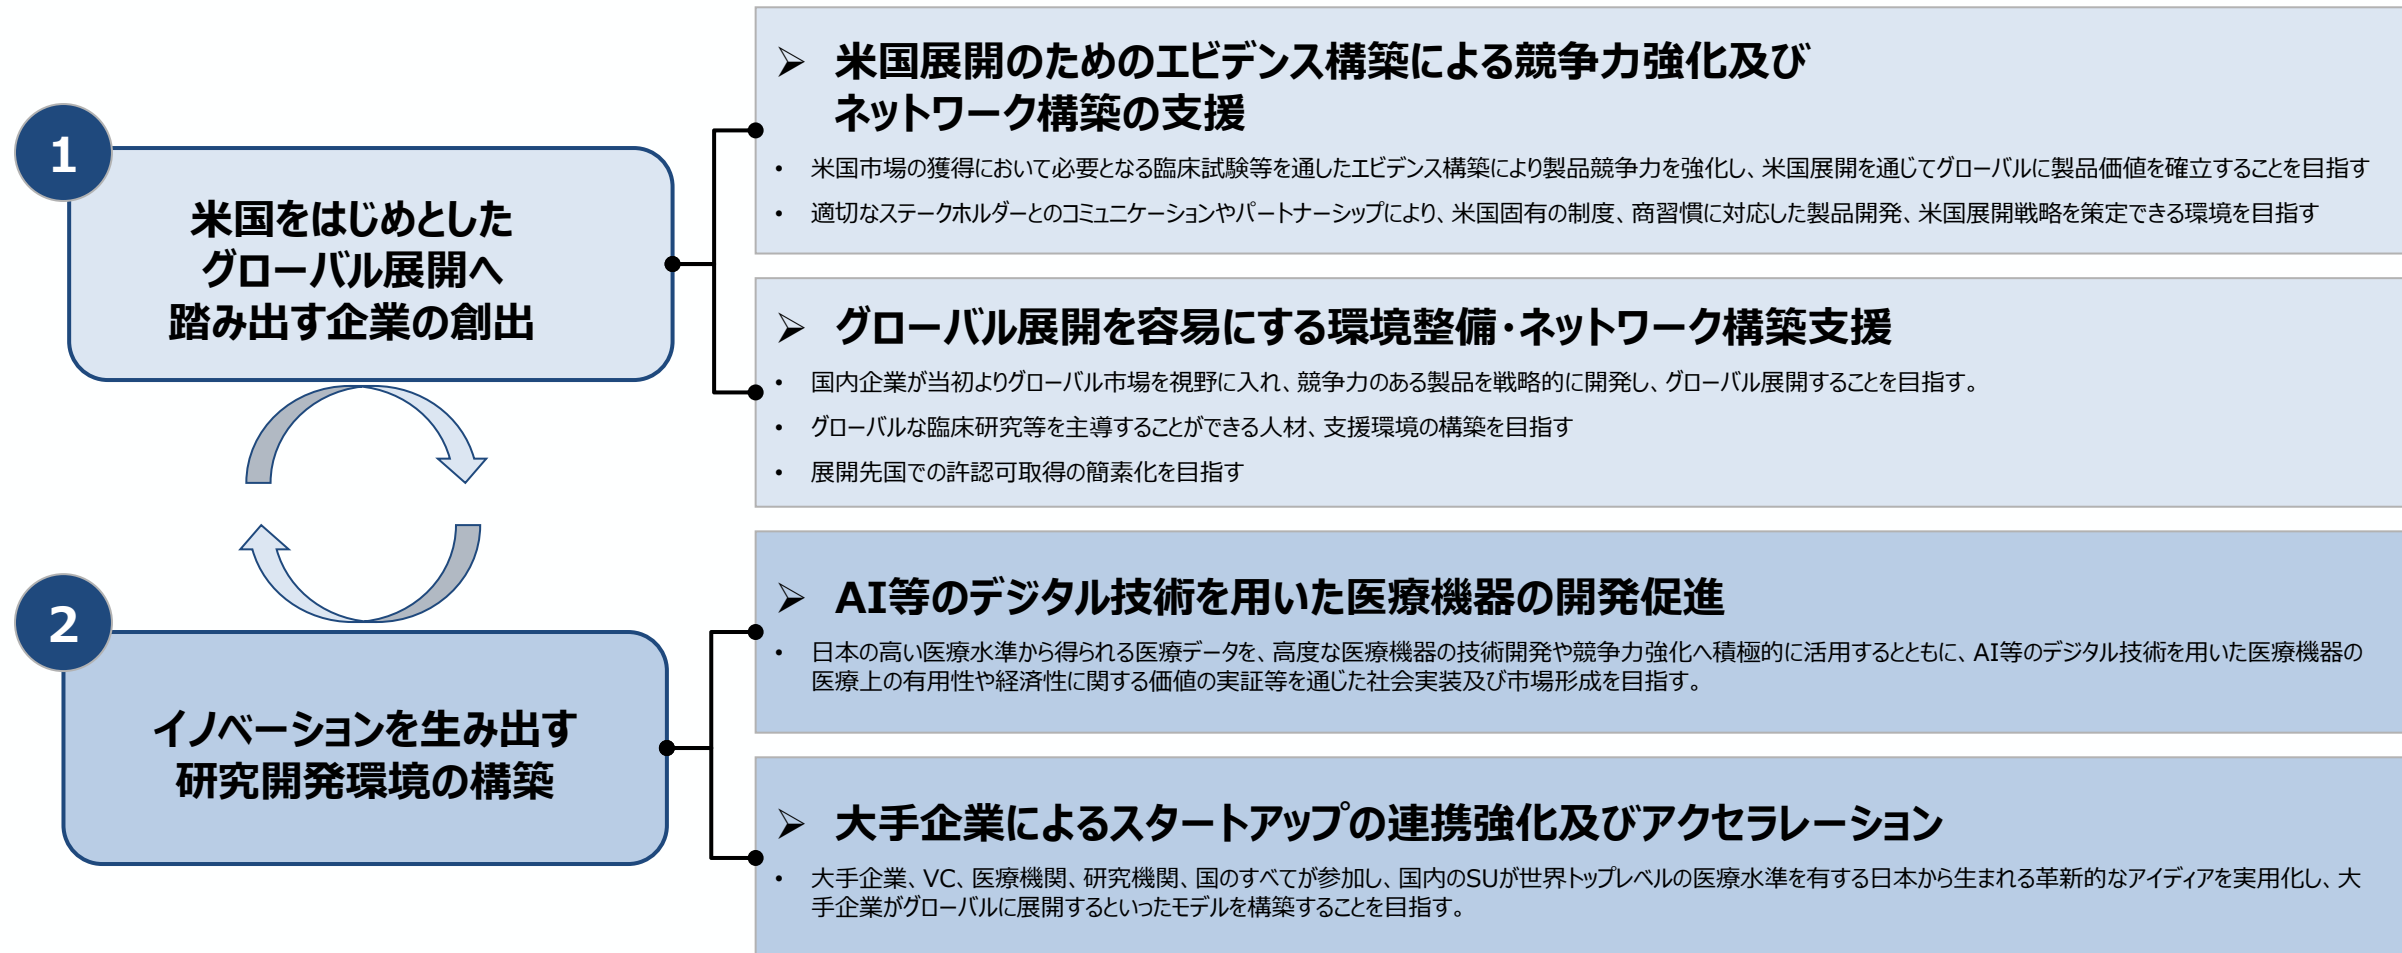 1
米国をはじめとした
グローバル展開へ
踏み出す企業の創出
➢ 米国展開のためのエビデンス構築による競争力強化及び
ネットワーク構築の支援
• 米国市場の獲得において必要となる臨床試験等を通したエビデンス構築により製品競争力を強化し、米国展開を通じてグローバルに製品価値を確立することを目指す
• 適切なステークホルダーとのコミュニケーションやパートナーシップにより、米国固有の制度、商習慣に対応した製品開発、米国展開戦略を策定できる環境を目指す
➢ グローバル展開を容易にする環境整備・ネットワーク構築支援
• 国内企業が当初よりグローバル市場を視野に入れ、競争力のある製品を戦略的に開発し、グローバル展開することを目指す。
• グローバルな臨床研究等を主導することができる人材、支援環境の構築を目指す
• 展開先国での許認可取得の簡素化を目指す
2
イノベーションを生み出す
研究開発環境の構築
➢ AI等のデジタル技術を用いた医療機器の開発促進
• 日本の高い医療水準から得られる医療データを、高度な医療機器の技術開発や競争力強化へ積極的に活用するとともに、AI等のデジタル技術を用いた医療機器の
医療上の有用性や経済性に関する価値の実証等を通じた社会実装及び市場形成を目指す。
➢ 大手企業によるスタートアップの連携強化及びアクセラレーション
• 大手企業、VC、医療機関、研究機関、国のすべてが参加し、国内のSUが世界トップレベルの医療水準を有する日本から生まれる革新的なアイディアを実用化し、大
手企業がグローバルに展開するといったモデルを構築することを目指す。